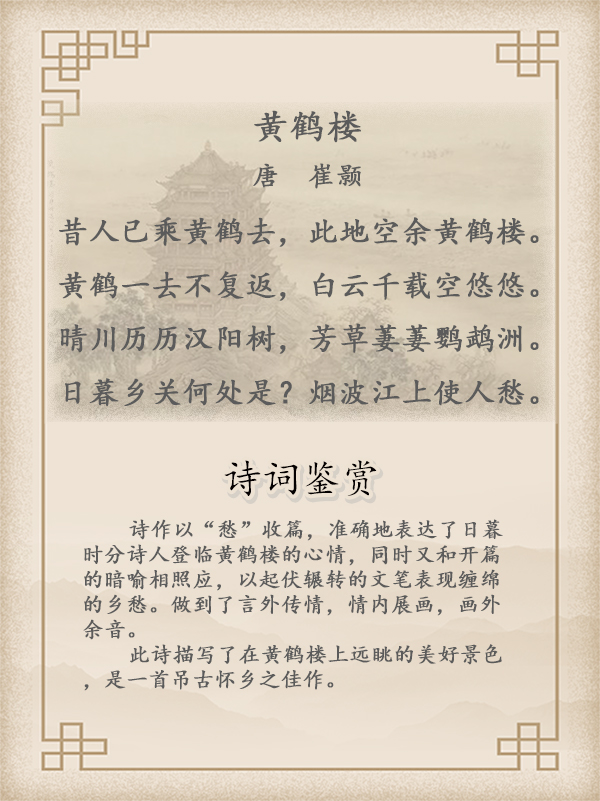 黄鹤楼
唐 崔颢
昔人已乘黄鹤去，此地空余黄鹤楼。
黄鹤一去不复返，白云千载空悠悠。
晴川历历汉阳树，芳草萋萋鹦鹉洲。
日暮乡关何处是？烟波江上使人愁。
诗词鉴赏
诗作以“愁”收篇，准确地表达了日暮
时分诗人登临黄鹤楼的心情，同时又和开篇
的暗喻相照应，以起伏辗转的文笔表现缠绵
的乡愁。做到了言外传情，情内展画，画外
余音。
此诗描写了在黄鹤楼上远眺的美好景色
，是一首吊古怀乡之佳作。